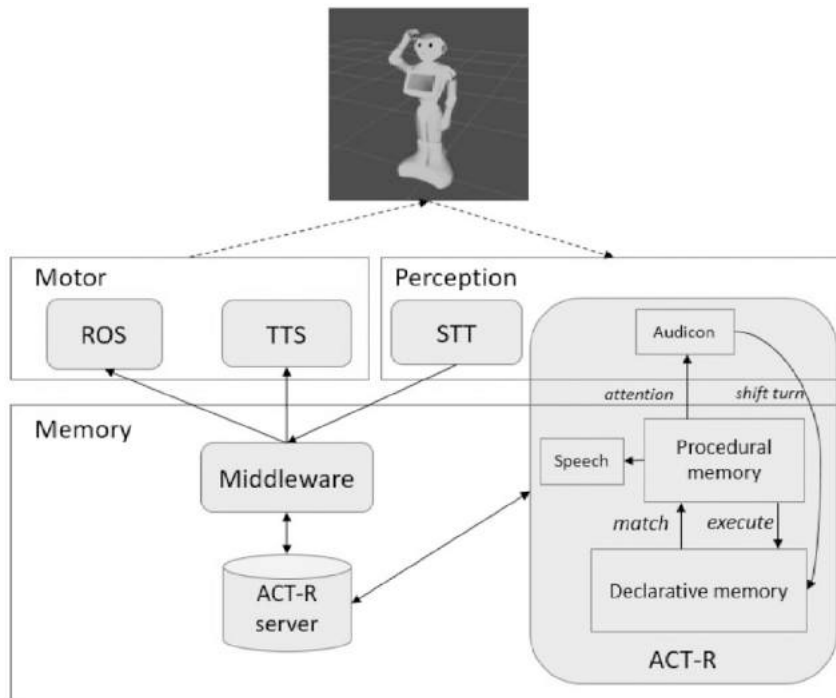 Motor
Perception
ROS
TTS
STT
Audicon
attention
shift turn
Memory
Middleware
Speech
Procedural
memory
match
execute
ACT-R
server
Declarative memory
ACT-R